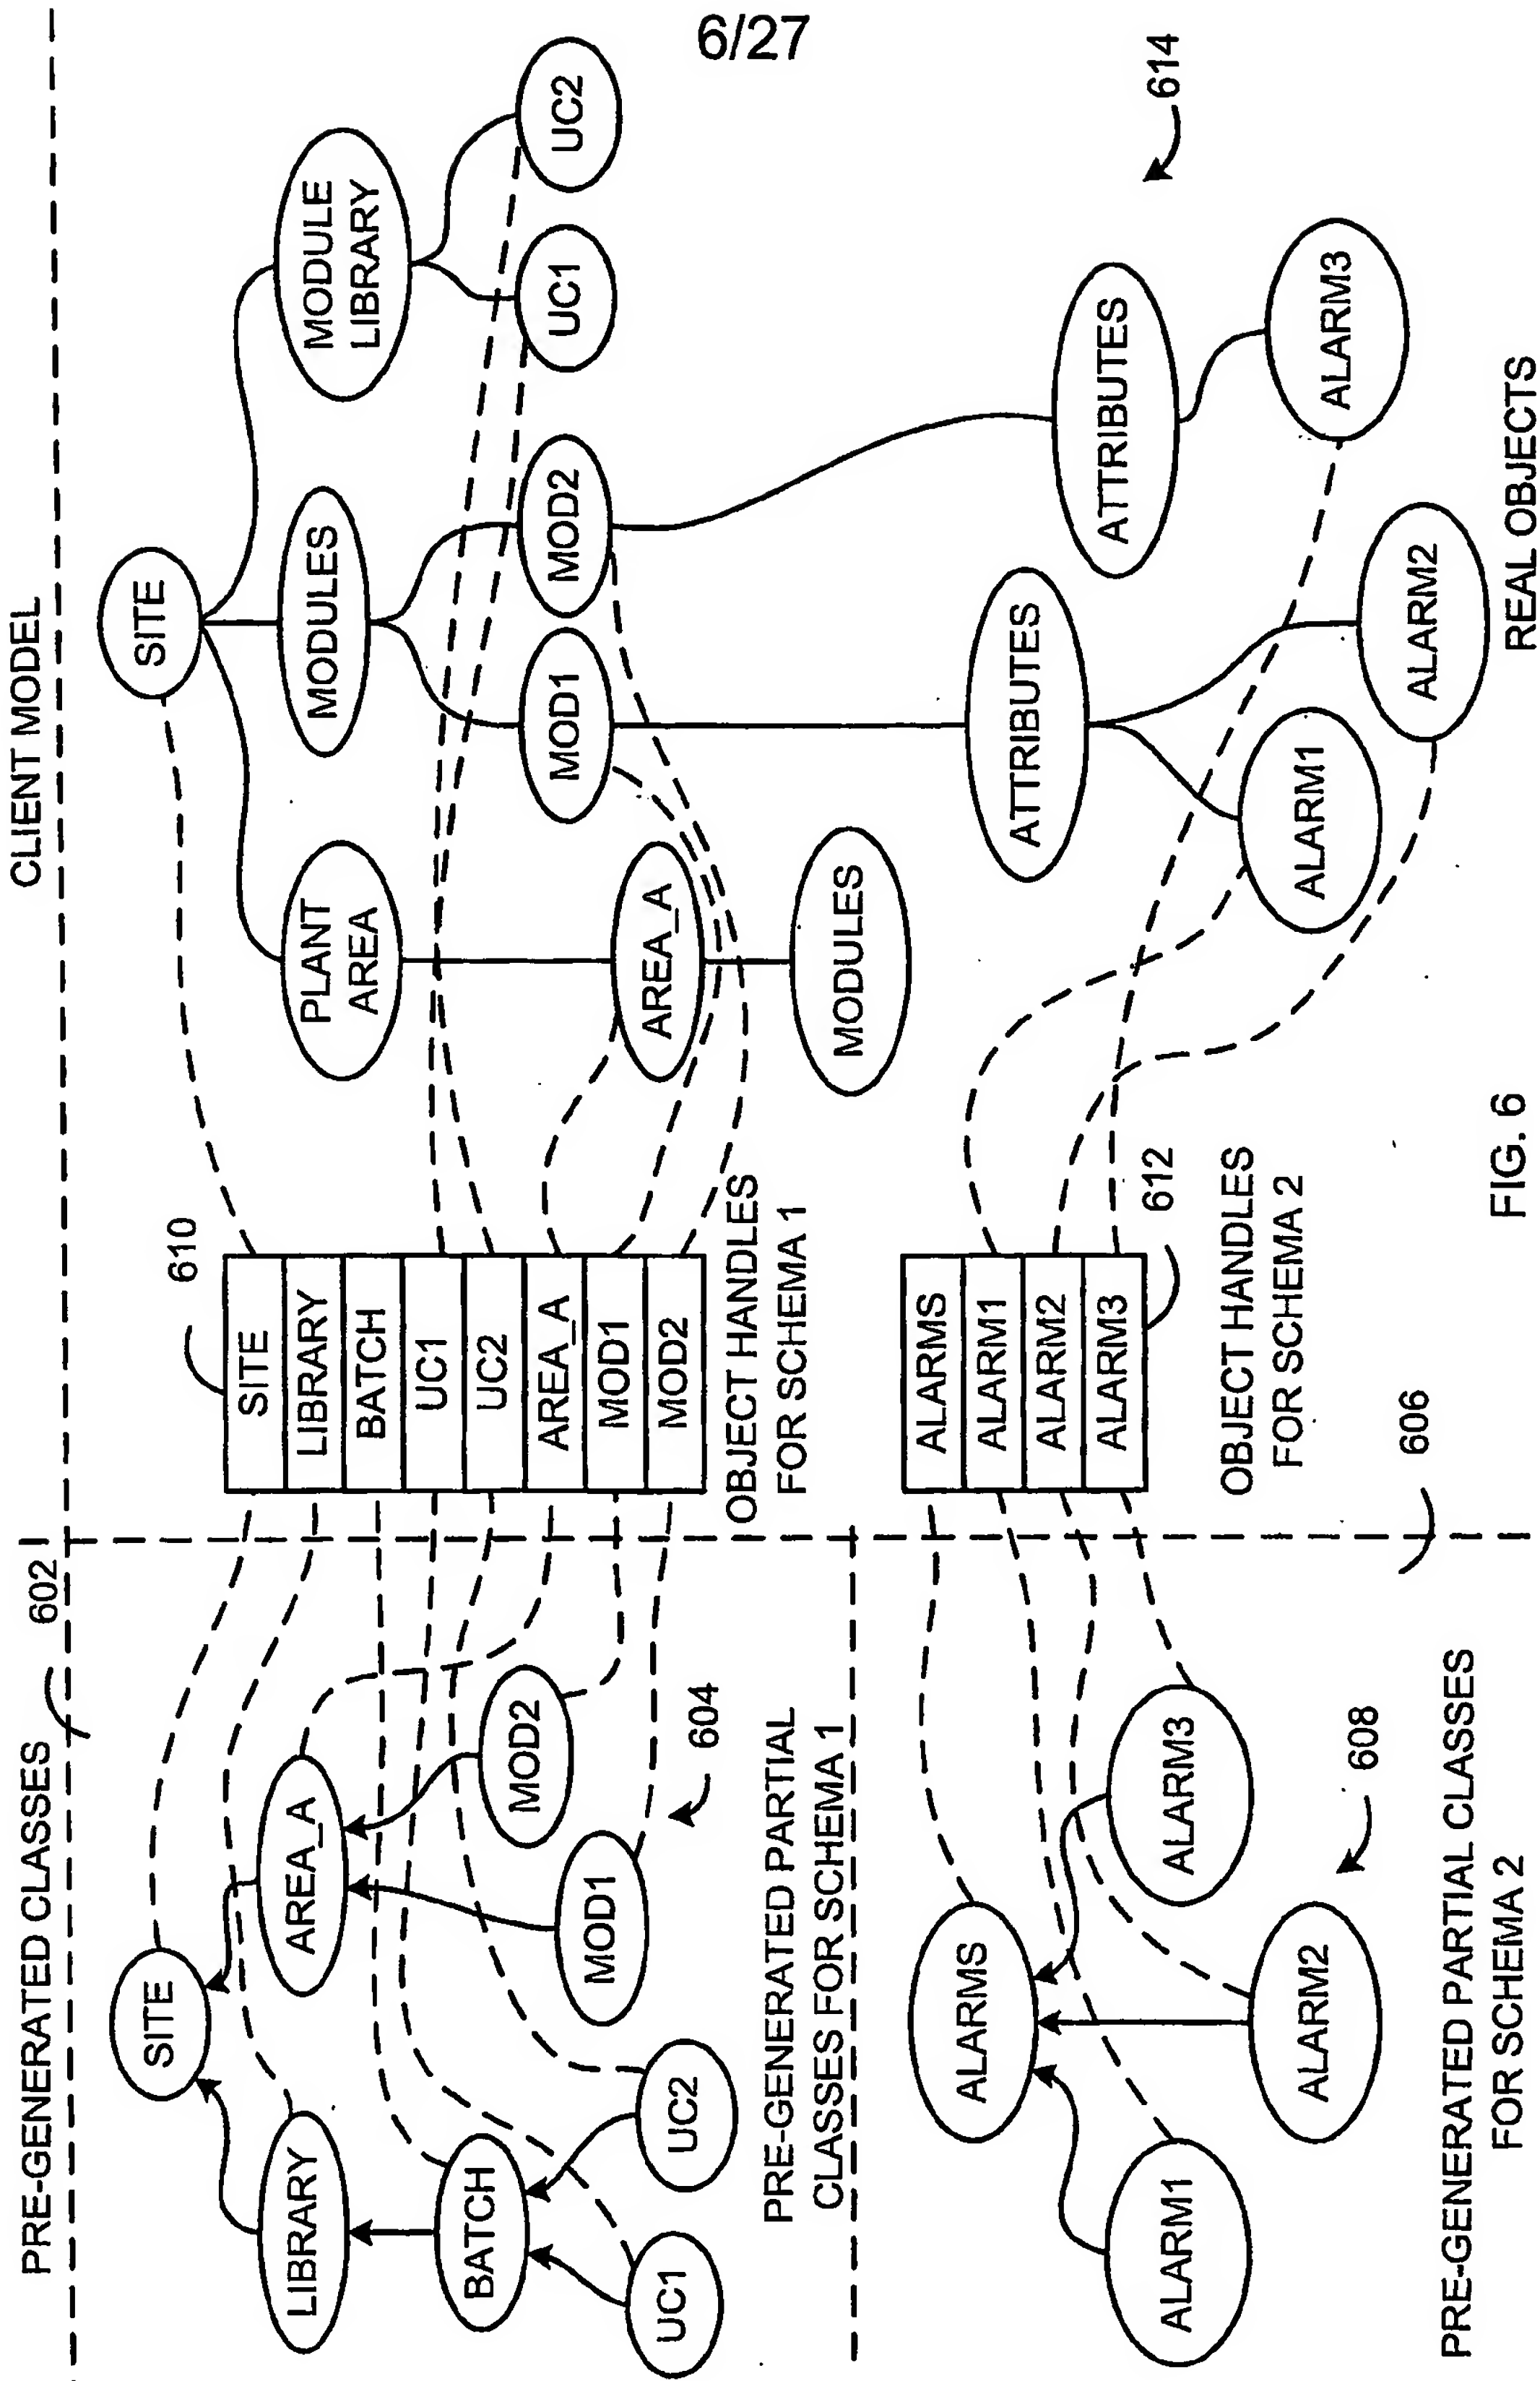 6/27
PRE-GENERATED CLASSES
602
CLIENT MODEL
SITE
LIBRARY
AREA_A
BATCH
MOD1
MOD2
UC1
UC2
604
PRE-GENERATED PARTIAL
CLASSES FOR SCHEMA 1
610
SITE
LIBRARY
BATCH
UC1
UC2
AREA_A
MOD1
MOD2
OBJECT HANDLES
FOR SCHEMA 1
SITE
PLANT
AREA
MODULES
MODULE
LIBRARY
MOD1
MOD2
UC1
UC2
AREA_A
MODULES
ATTRIBUTES
ATTRIBUTES
ALARM1
ALARM2
ALARM3
614
REAL OBJECTS
ALARMS
ALARM1
ALARM2
ALARM3
608
PRE-GENERATED PARTIAL CLASSES
FOR SCHEMA 2
ALARMS
ALARM1
ALARM2
ALARM3
612
OBJECT HANDLES
FOR SCHEMA 2
606
FIG. 6